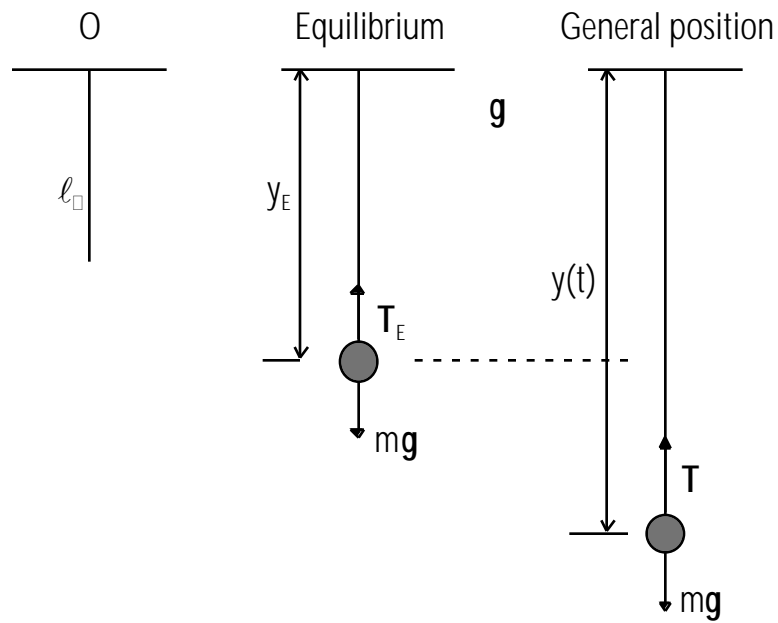 O
Equilibrium
General position
g
ℓ
y_E
y(t)
T_E
mg
T
mg